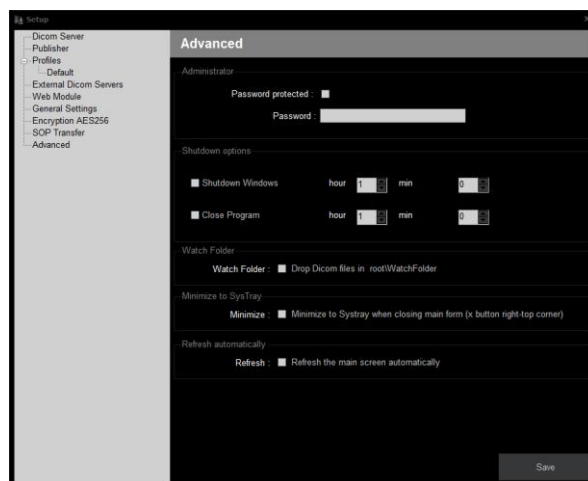 Setup
Dicom Server
Publisher
Profiles
Default
External Dicom Servers
Web Module
General Settings
Encryption AES256
SOP Transfer
Advanced
Advanced
Administrator
Password protected :
Password :
Shutdown options
Shutdown Windows hour 1 min 0
Close Program hour 1 min 0
Watch Folder
Watch Folder : Drop Dicom files in root\WatchFolder
Minimize to SysTray
Minimize : Minimize to Systray when closing main form (x button right-top corner)
Refresh automatically
Refresh : Refresh the main screen automatically
Save